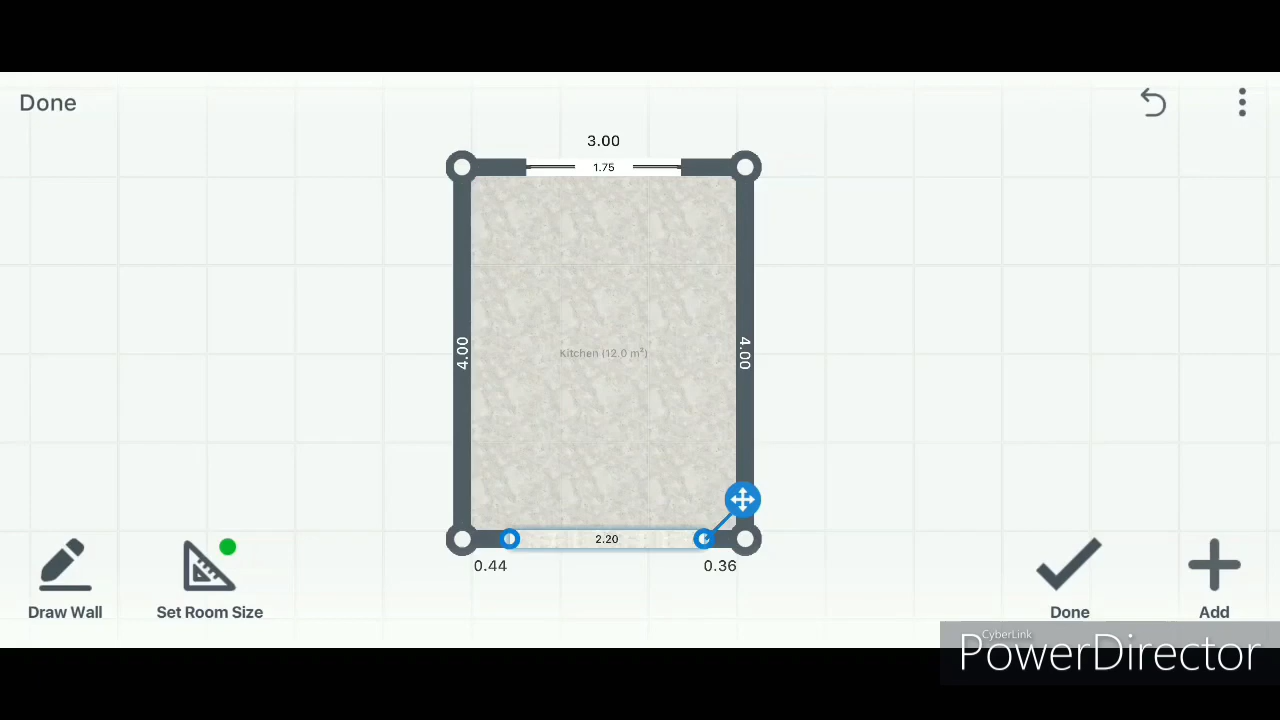 Done
3.00
1.75
4.00
4.00
Kitchen (12.0 m²)
2.20
0.44
0.36
Draw Wall
Set Room Size
Done
Add
CyberLink
PowerDirector